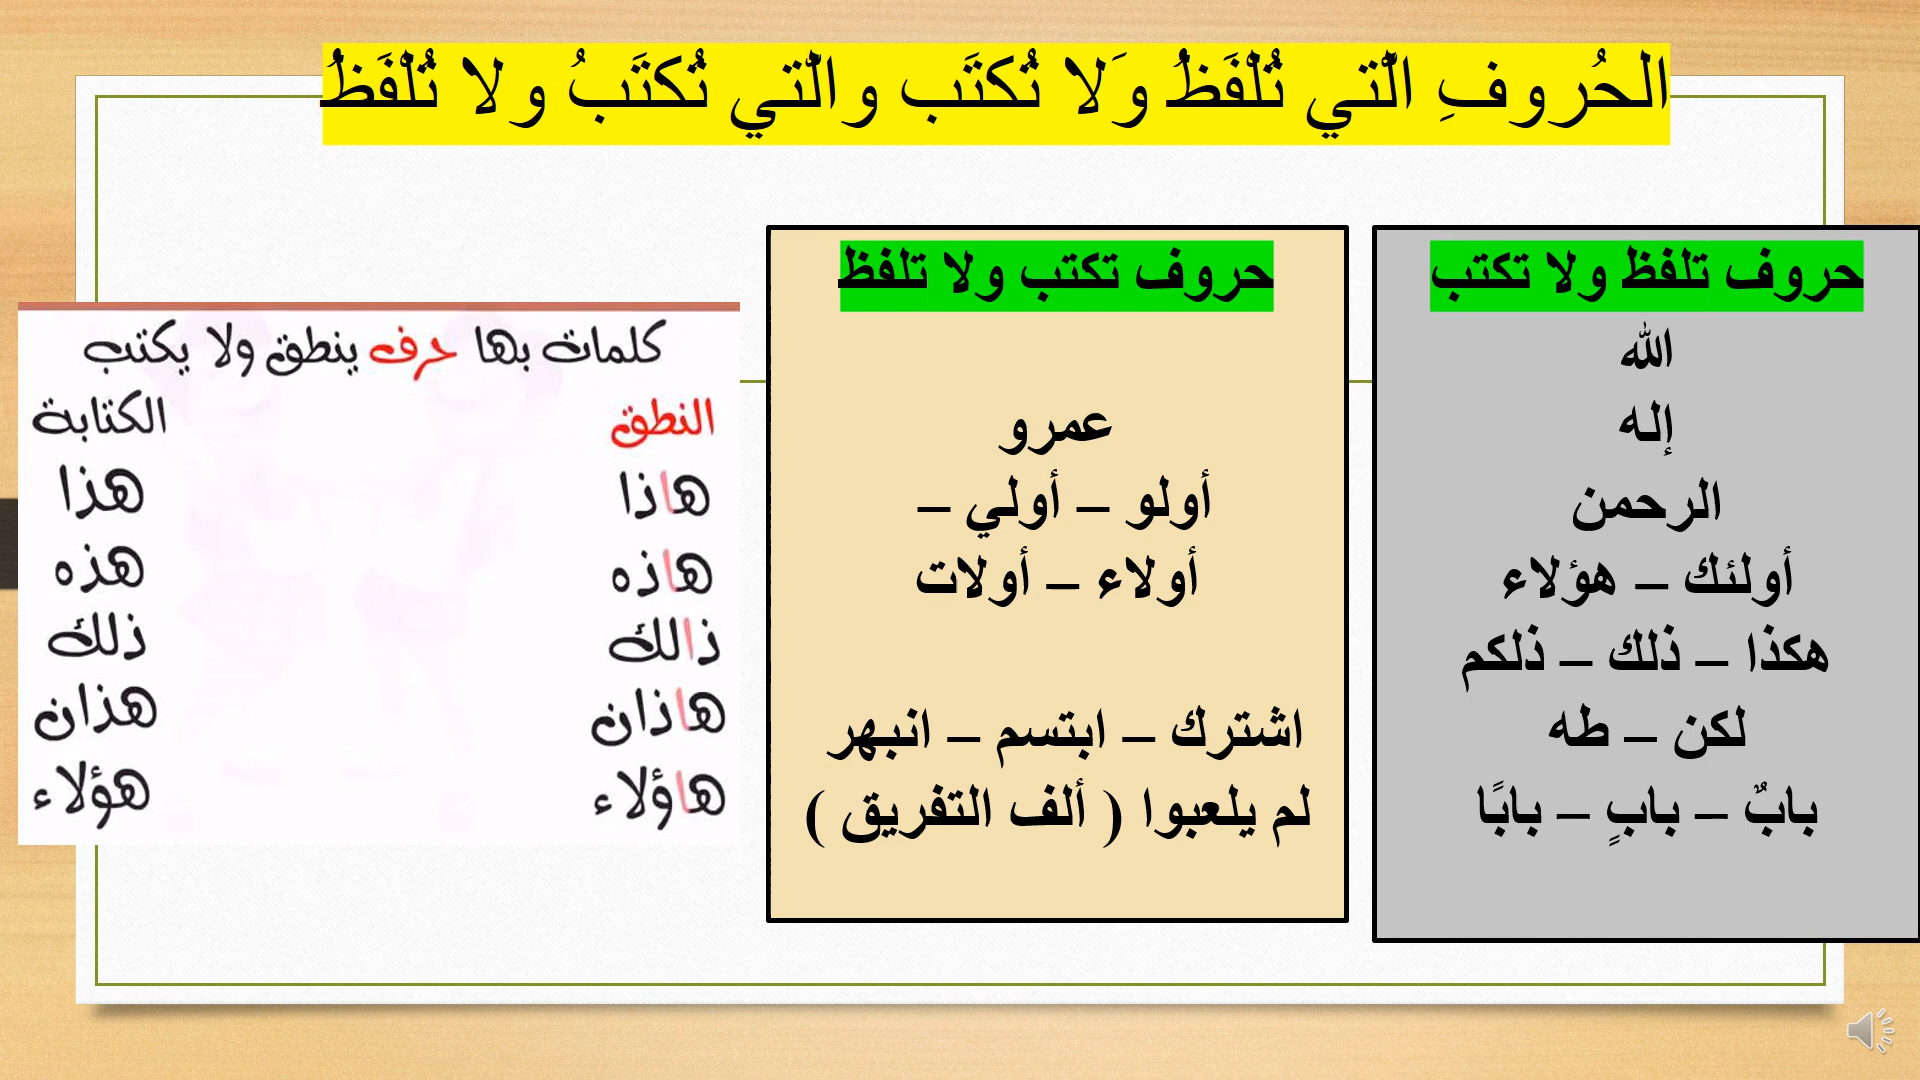 الحُروفِ الّتي تُلْفَظُ وَلا تُكتَب والّتي تُكتَبُ ولا تُلْفَظُ
حروف تلفظ ولا تكتب
الله
إله
الرحمن
أولئك – هؤلاء
هكذا – ذلك – ذلكم
لكن – طه
بابٌ – بابٍ – بابًا
حروف تكتب ولا تلفظ
عمرو
أولو – أولي –
أولاء – أولات
اشترك – ابتسم – انبهر
لم يلعبوا ( ألف التفريق )
كلمات بها حرف ينطق ولا يكتب
النطق الكتابة
هاذا هذا
هاذه هذه
ذالك ذلك
هاذان هذان
هاؤلاء هؤلاء